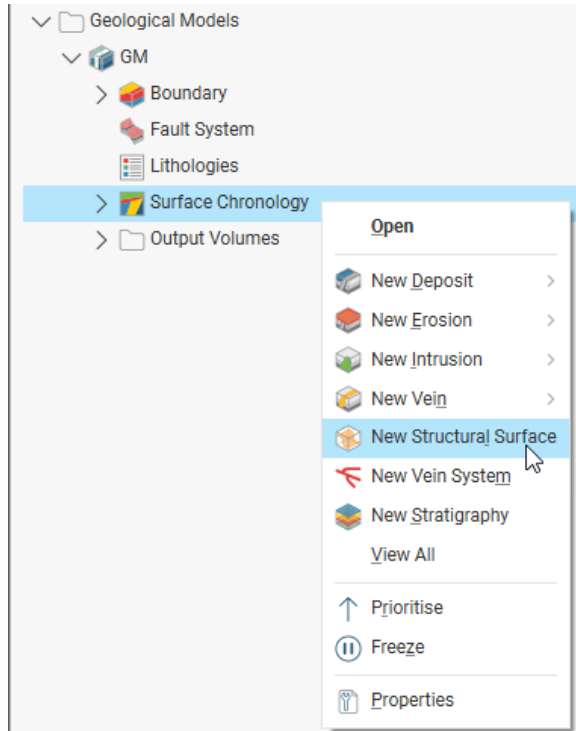 Geological Models
GM
Boundary
Fault System
Lithologies
Surface Chronology
Output Volumes
Open
New Deposit
New Erosion
New Intrusion
New Vein
New Structural Surface
New Vein System
New Stratigraphy
View All
Prioritise
Freeze
Properties